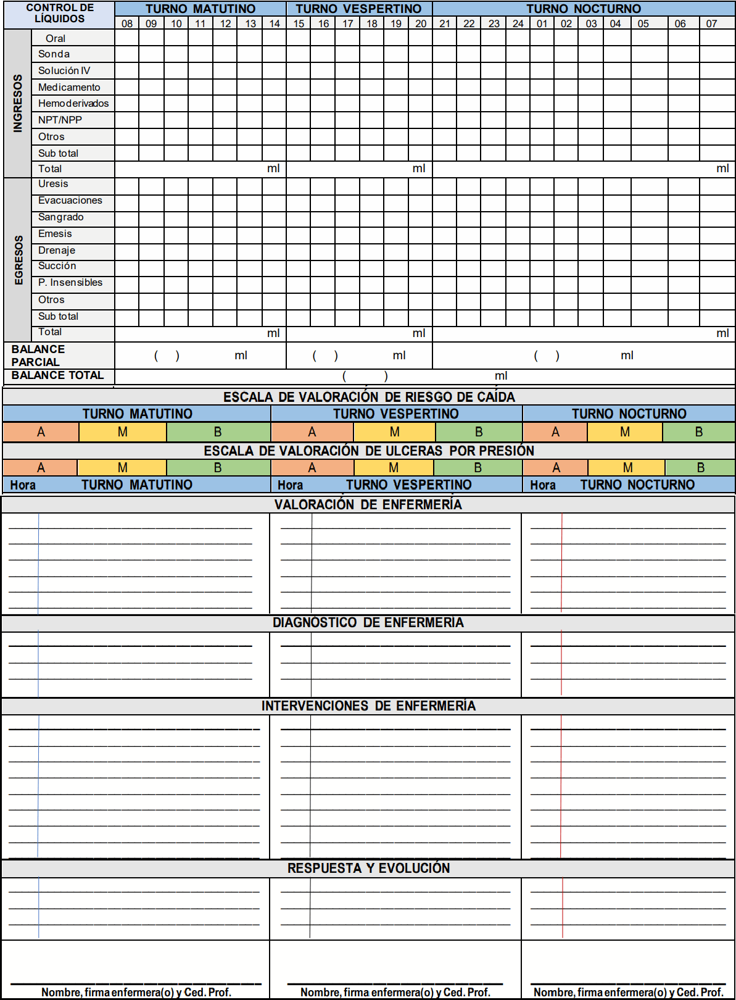 CONTROL DE LÍQUIDOS TURNO MATUTINO TURNO VESPERTINO TURNO NOCTURNO
08 09 10 11 12 13 14 15 16 17 18 19 20 21 22 23 24 01 02 03 04 05 06 07
INGRESOS
Oral
Sonda
Solución IV
Medicamento
Hemoderivados
NPT/NPP
Otros
Sub total
Total ml ml ml
EGRESOS
Uresis
Evacuaciones
Sangrado
Emesis
Drenaje
Succión
P. Insensibles
Otros
Sub total
Total ml ml ml
BALANCE PARCIAL ( ) ml ( ) ml ( ) ml
BALANCE TOTAL ( ) ml
ESCALA DE VALORACIÓN DE RIESGO DE CAÍDA
TURNO MATUTINO TURNO VESPERTINO TURNO NOCTURNO
A M B A M B A M B
ESCALA DE VALORACIÓN DE ULCERAS POR PRESIÓN
A M B A M B A M B
Hora TURNO MATUTINO Hora TURNO VESPERTINO Hora TURNO NOCTURNO
VALORACIÓN DE ENFERMERÍA
DIAGNÓSTICO DE ENFERMERÍA
INTERVENCIONES DE ENFERMERÍA
RESPUESTA Y EVOLUCIÓN
Nombre, firma enfermera(o) y Ced. Prof. Nombre, firma enfermera(o) y Ced. Prof. Nombre, firma enfermera(o) y Ced. Prof.